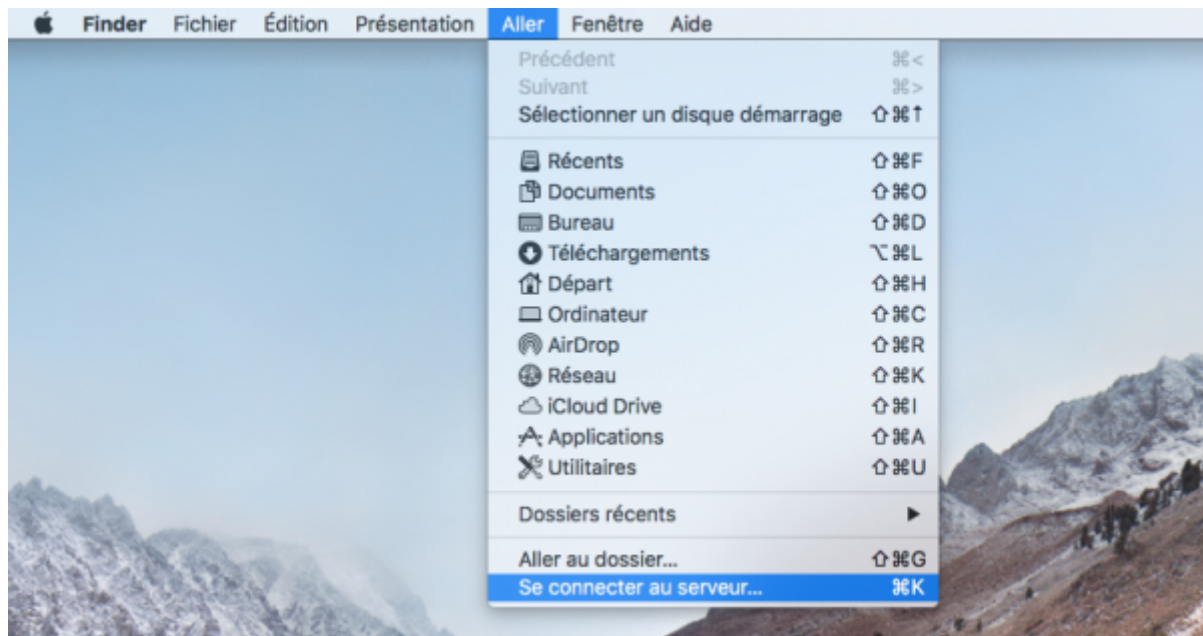 Finder Fichier Édition Présentation Aller Fenêtre Aide
Précédent ⌘<
Suivant ⌘>
Sélectionner un disque démarrage ⇧⌘↑
Récents ⇧⌘F
Documents ⇧⌘O
Bureau ⇧⌘D
Téléchargements ⌥⌘L
Départ ⇧⌘H
Ordinateur ⇧⌘C
AirDrop ⇧⌘R
Réseau ⇧⌘K
iCloud Drive ⇧⌘I
Applications ⇧⌘A
Utilitaires ⇧⌘U
Dossiers récents ▶
Aller au dossier... ⇧⌘G
Se connecter au serveur... ⌘K